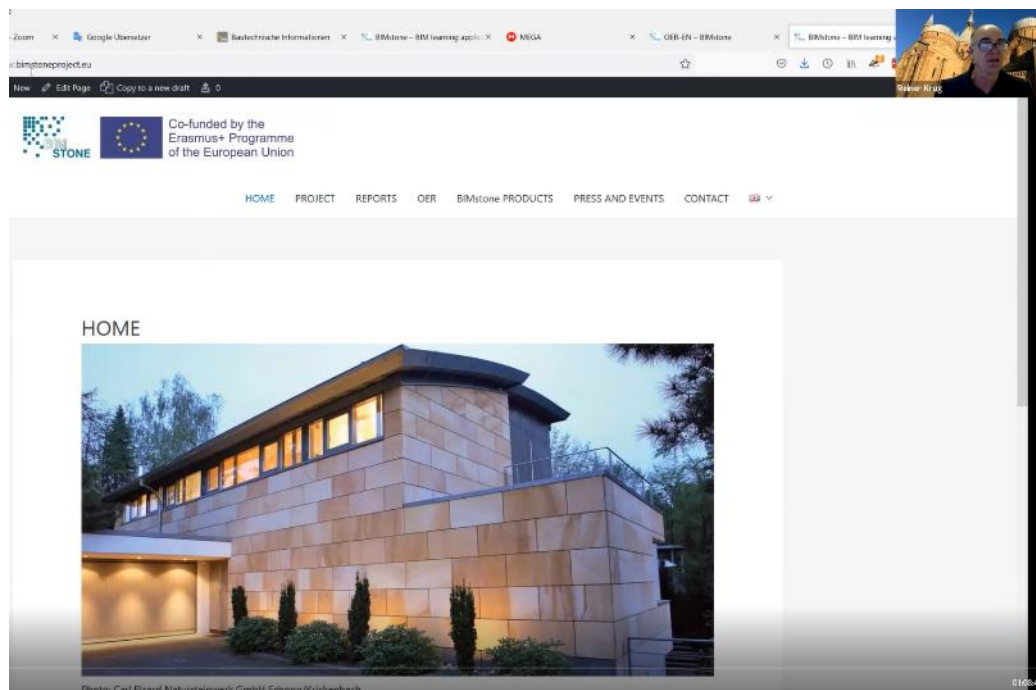 Zoom
Google Übersetzer
Bautechnische Informationen
BIMstone – BIM learning applic
MEGA
OER-EN – BIMstone
BIMstone – BIM learning a
bimstoneproject.eu
New Edit Page Copy to a new draft 0
Reiner Krug
BIM
STONE
Co-funded by the
Erasmus+ Programme
of the European Union
HOME PROJECT REPORTS OER BIMstone PRODUCTS PRESS AND EVENTS CONTACT
HOME